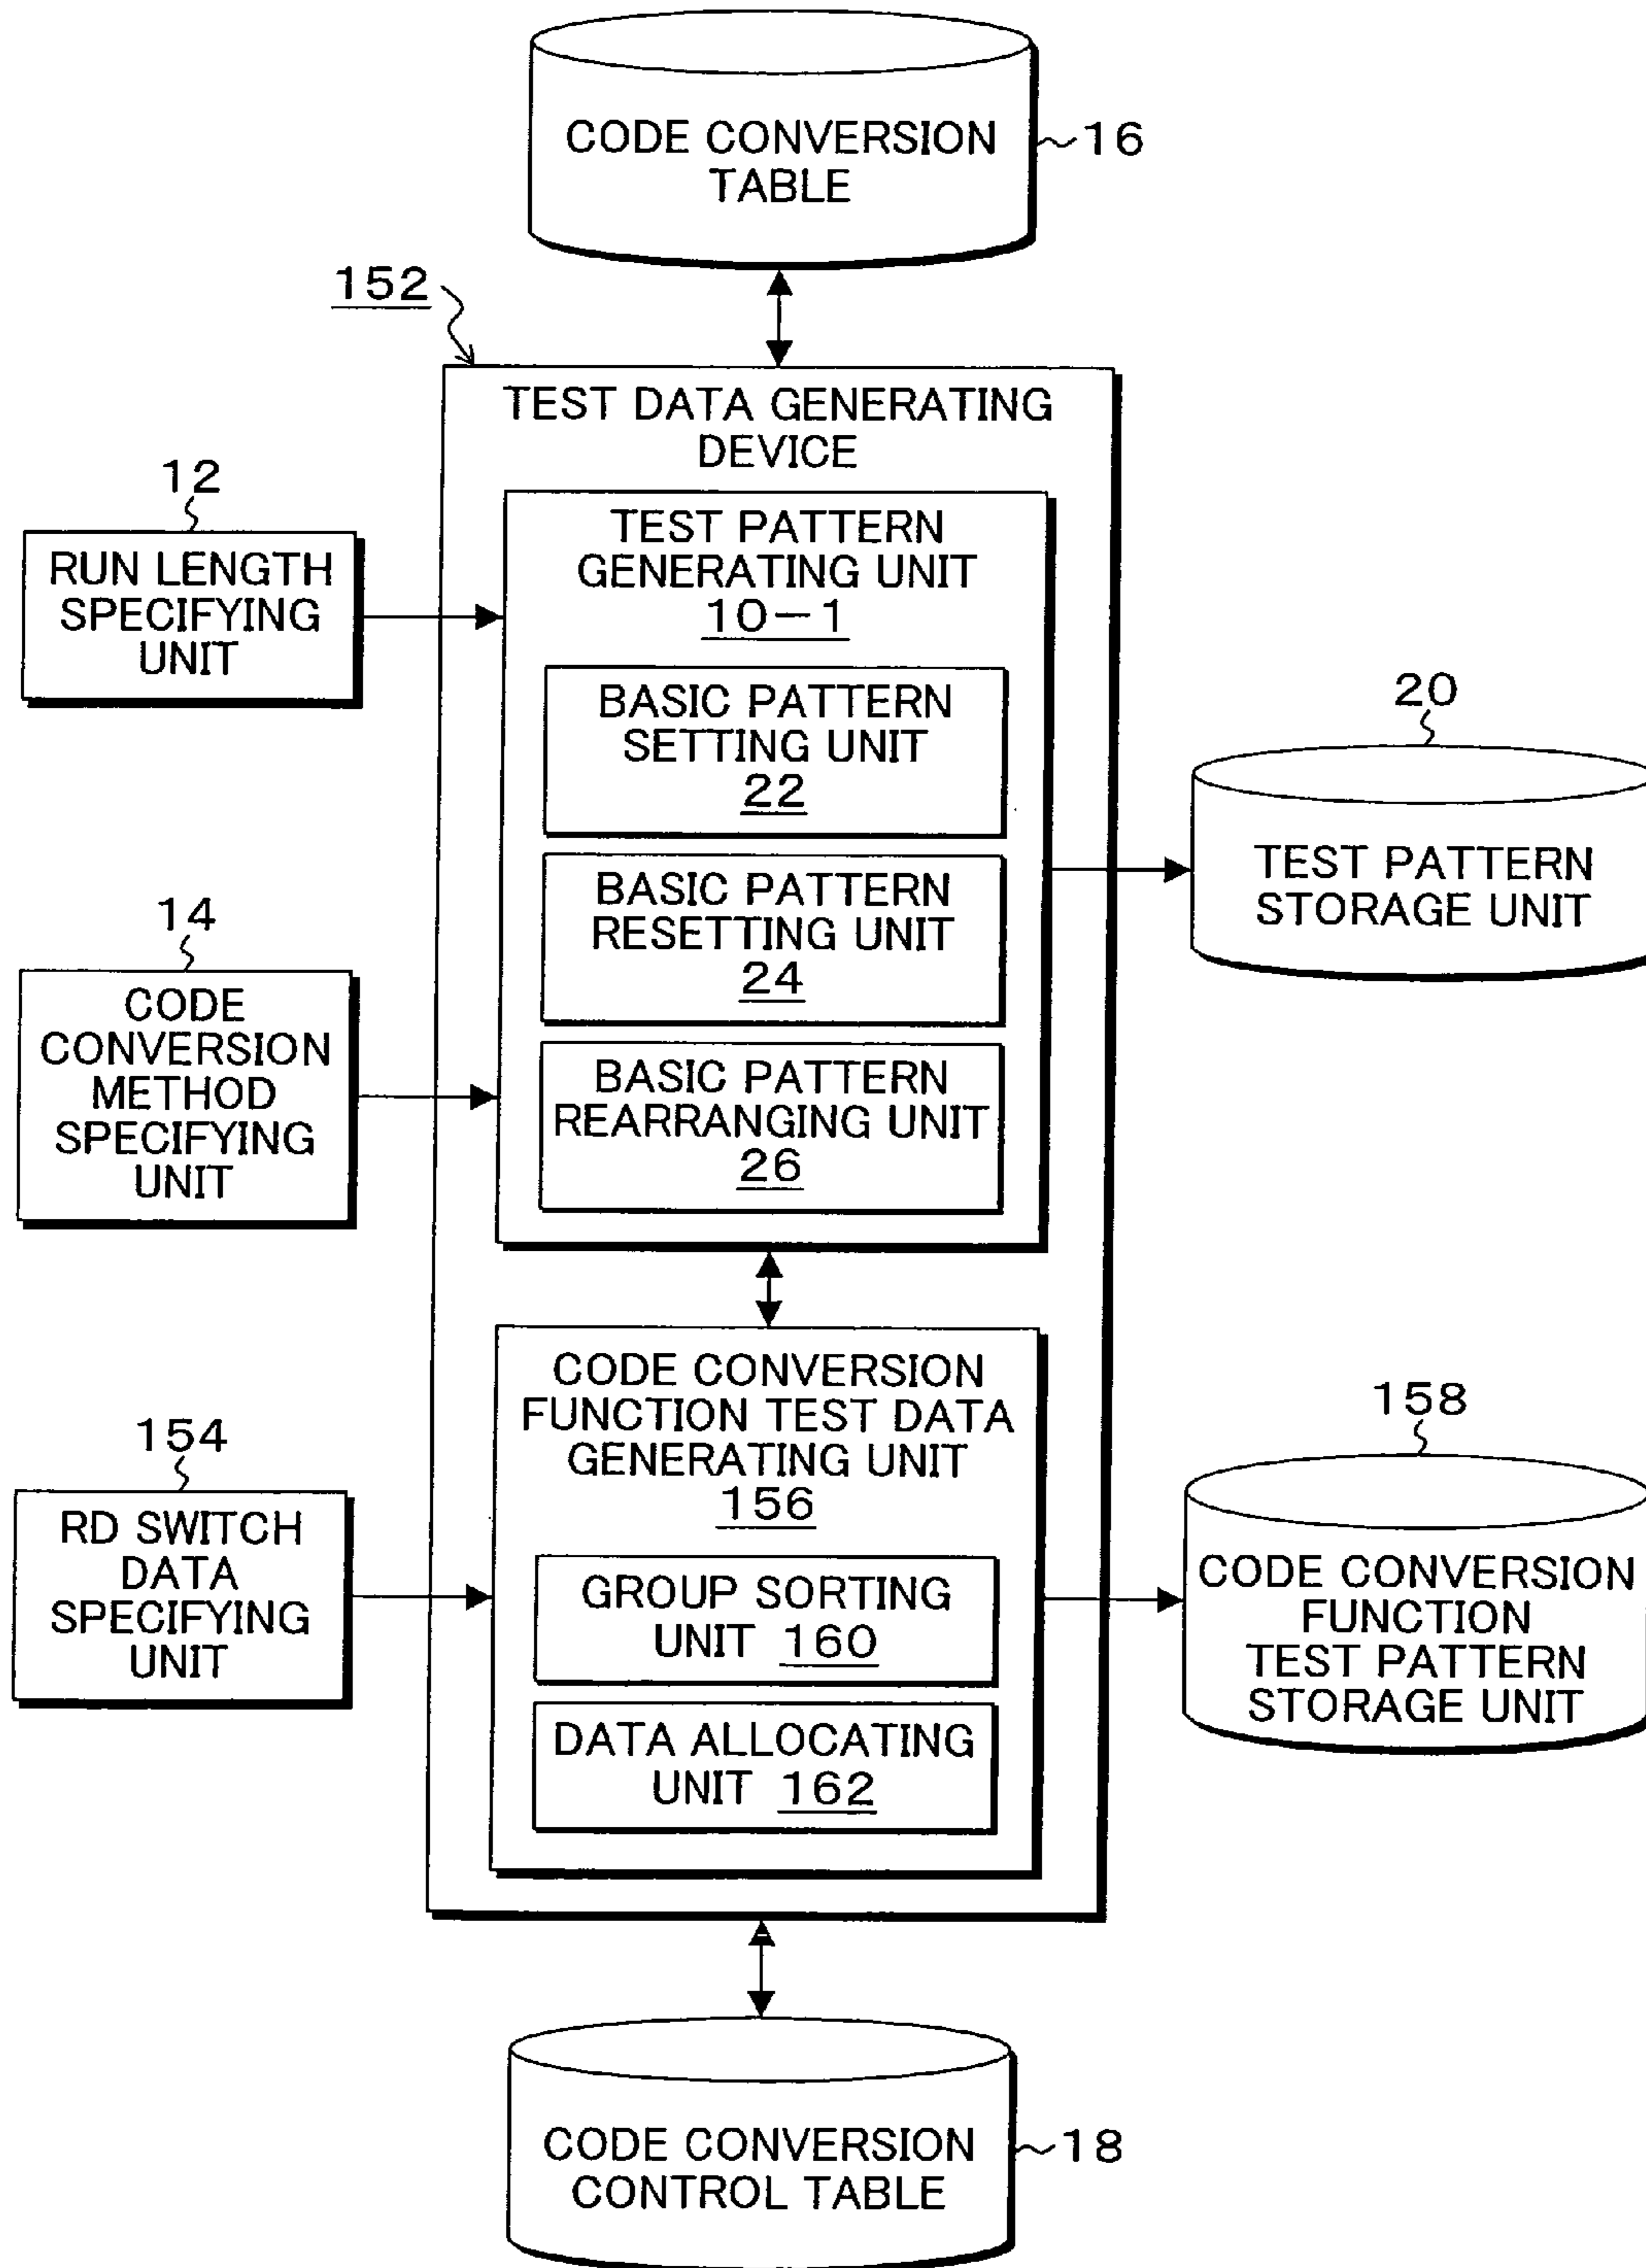 CODE CONVERSION
TABLE
16
152
TEST DATA GENERATING
DEVICE
12
RUN LENGTH
SPECIFYING
UNIT
TEST PATTERN
GENERATING UNIT
10-1
BASIC PATTERN
SETTING UNIT
22
BASIC PATTERN
RESETTING UNIT
24
BASIC PATTERN
REARRANGING UNIT
26
20
TEST PATTERN
STORAGE UNIT
14
CODE
CONVERSION
METHOD
SPECIFYING
UNIT
CODE CONVERSION
FUNCTION TEST DATA
GENERATING UNIT
156
GROUP SORTING
UNIT 160
DATA ALLOCATING
UNIT 162
154
RD SWITCH
DATA
SPECIFYING
UNIT
158
CODE CONVERSION
FUNCTION
TEST PATTERN
STORAGE UNIT
CODE CONVERSION
CONTROL TABLE
18